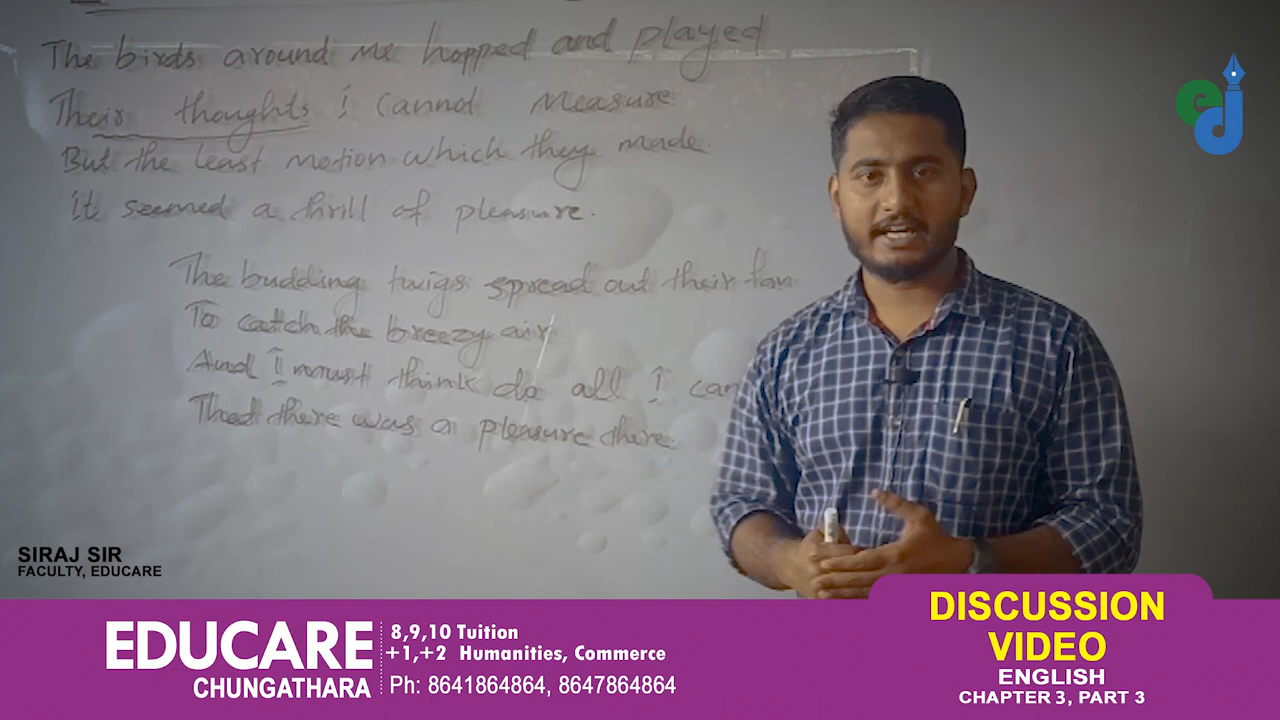 The birds around me hopped and played
Their thoughts i cannot measure
But the least motion which they made.
it seemed a thrill of pleasure.
The budding twigs spread out their fan
To catch the breezy air.
And I must think do all i can
That there was a pleasure there.
ed
SIRAJ SIR
FACULTY, EDUCARE
EDUCARE
CHUNGATHARA
8,9,10 Tuition
+1,+2 Humanities, Commerce
Ph: 8641864864, 8647864864
DISCUSSION
VIDEO
ENGLISH
CHAPTER 3, PART 3